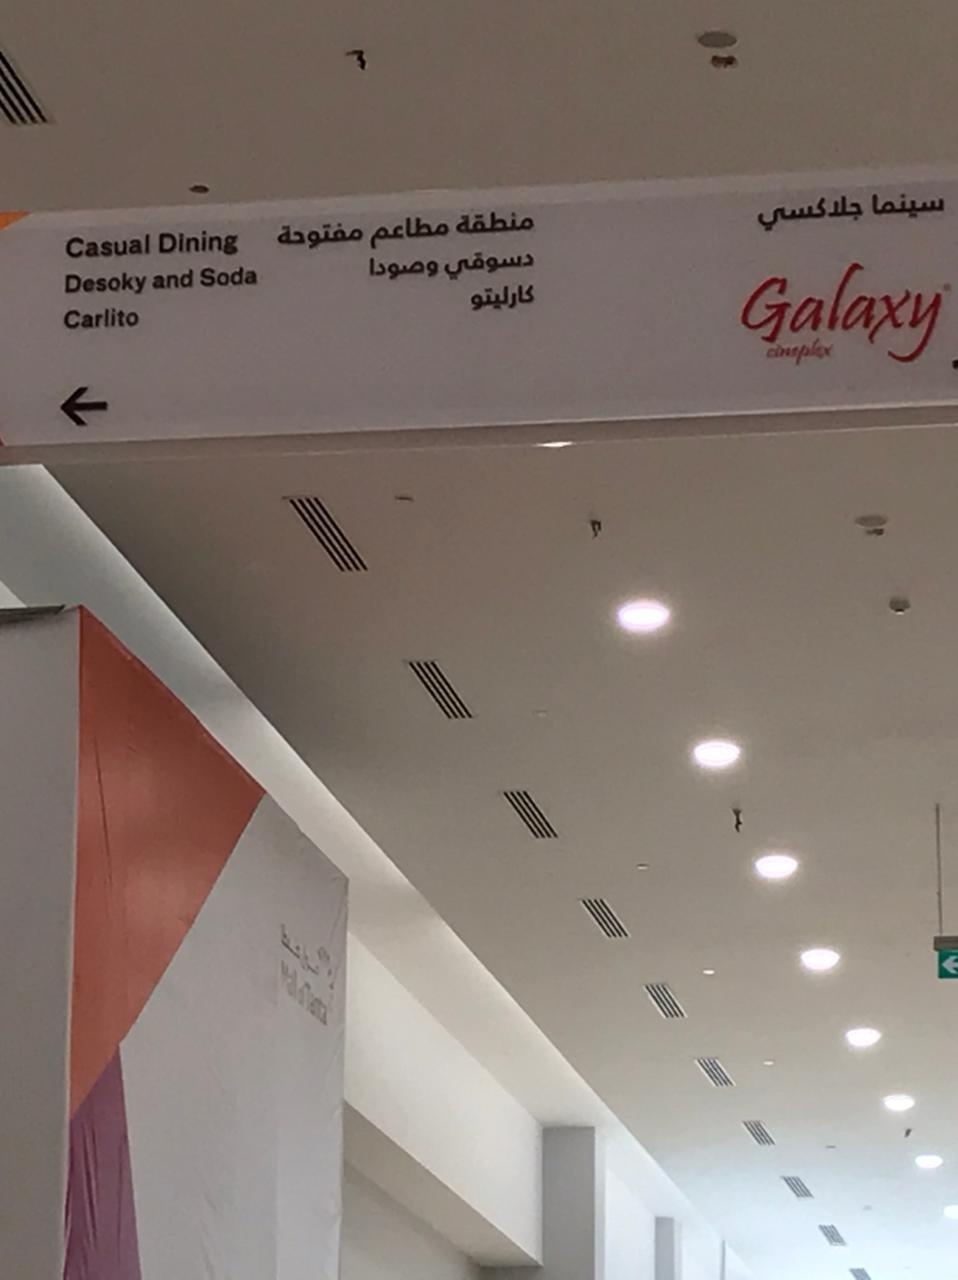 Casual Dining
Desoky and Soda
Carlito
منطقة مطاعم مفتوحة
دسوقي وصودا
كارليتو
سينما جلاكسي
Galaxy
cineplex
Mall of Tanta